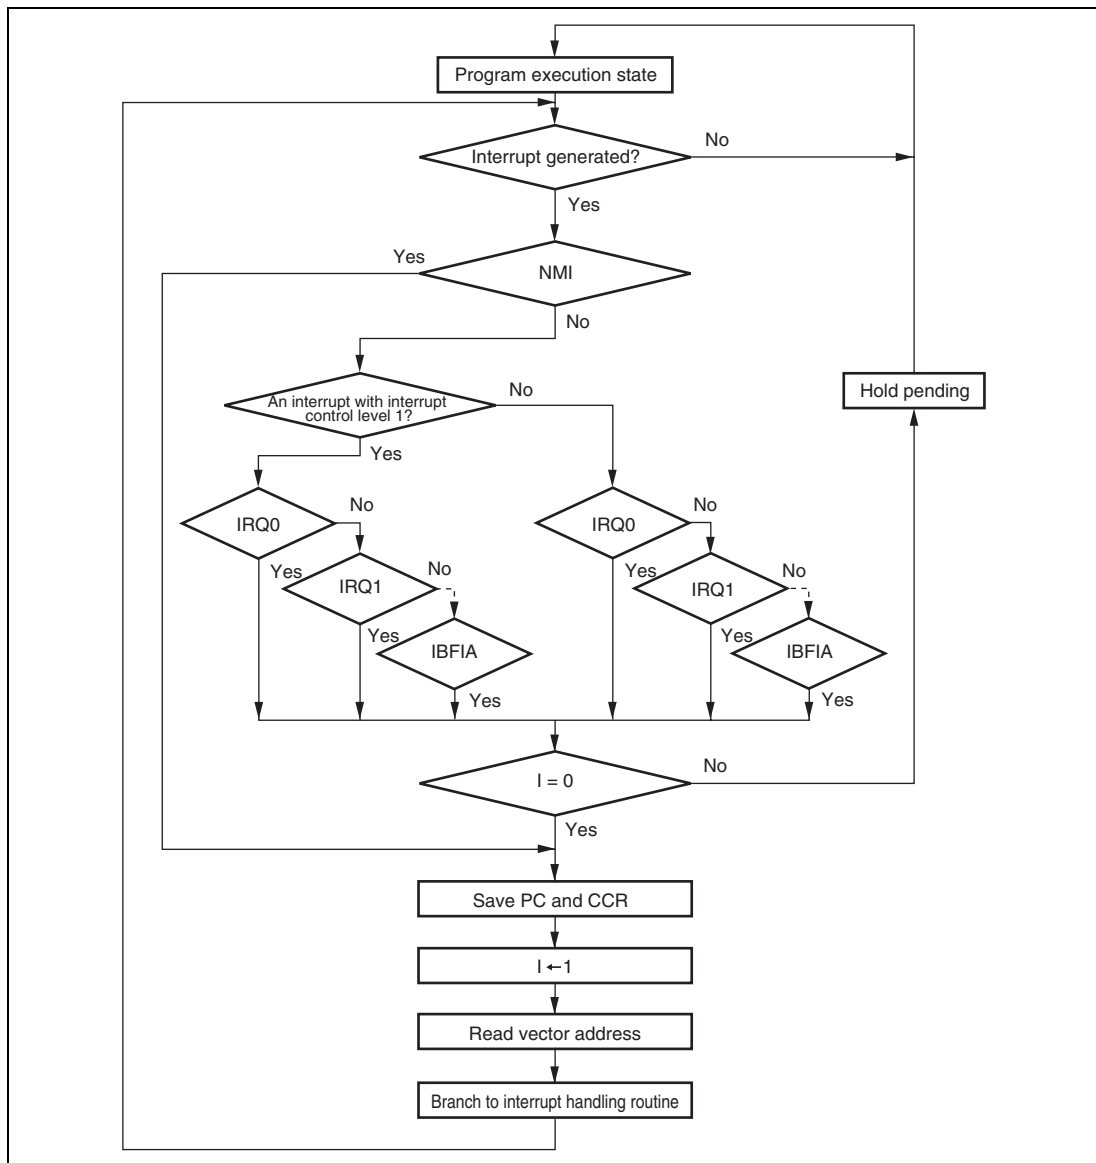 Program execution state
Interrupt generated?
No
Yes
Yes
NMI
No
An interrupt with interrupt
control level 1?
No
Hold pending
Yes
IRQ0
No
IRQ0
No
Yes
IRQ1
No
Yes
IRQ1
No
Yes
IBFIA
Yes
IBFIA
Yes
Yes
I = 0
No
Yes
Save PC and CCR
I ←1
Read vector address
Branch to interrupt handling routine